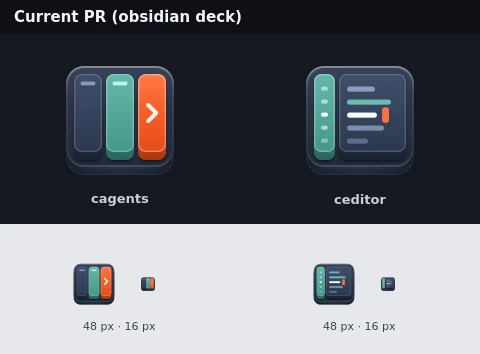 Current PR (obsidian deck)
cagents
ceditor
48 px · 16 px
48 px · 16 px